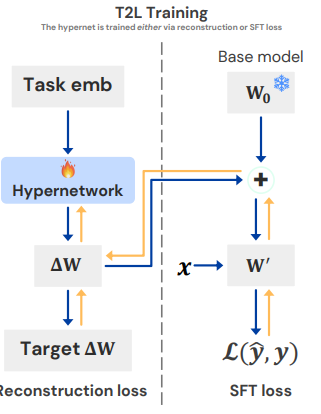 T2L Training
The hypernet is trained either via reconstruction or SFT loss
Base model
Task emb
W₀
Hypernetwork
+
ΔW
x
W′
Target ΔW
ℒ(ŷ, y)
Reconstruction loss
SFT loss